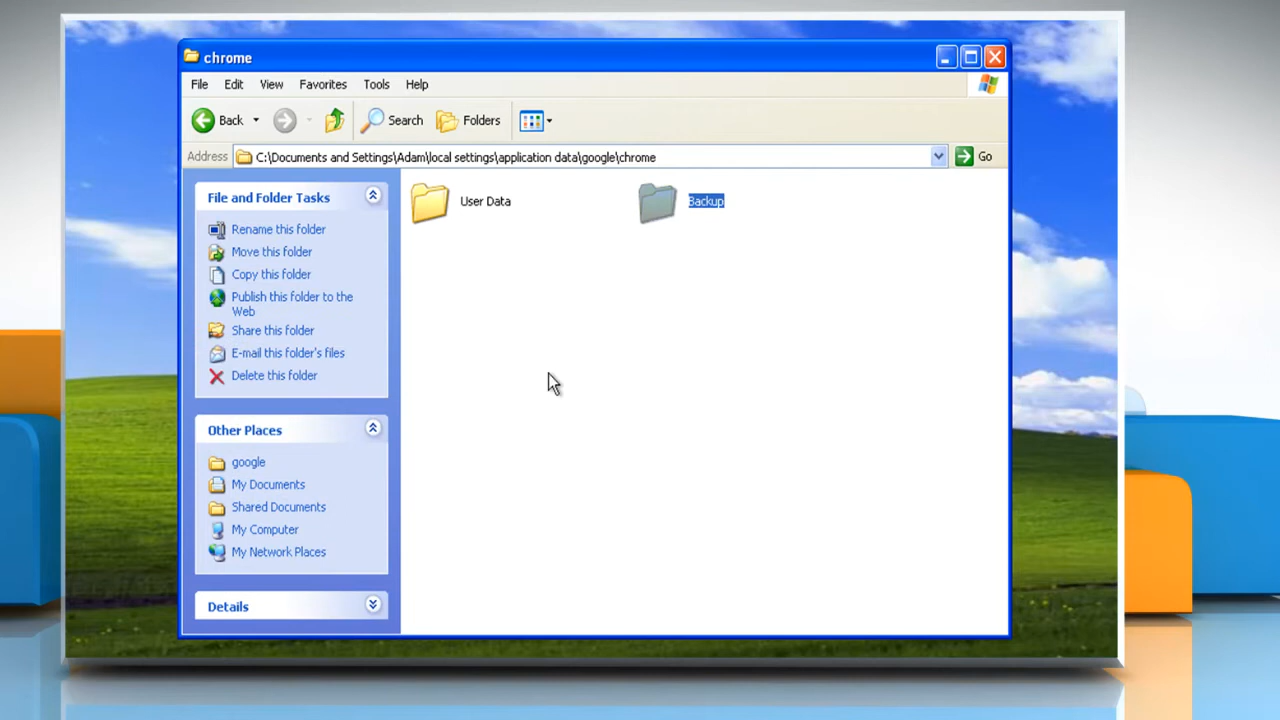 chrome
File Edit View Favorites Tools Help
Back Search Folders
Address C:\Documents and Settings\Adam\local settings\application data\google\chrome Go
File and Folder Tasks
Rename this folder
Move this folder
Copy this folder
Publish this folder to the
Web
Share this folder
E-mail this folder's files
Delete this folder
Other Places
google
My Documents
Shared Documents
My Computer
My Network Places
Details
User Data Backup